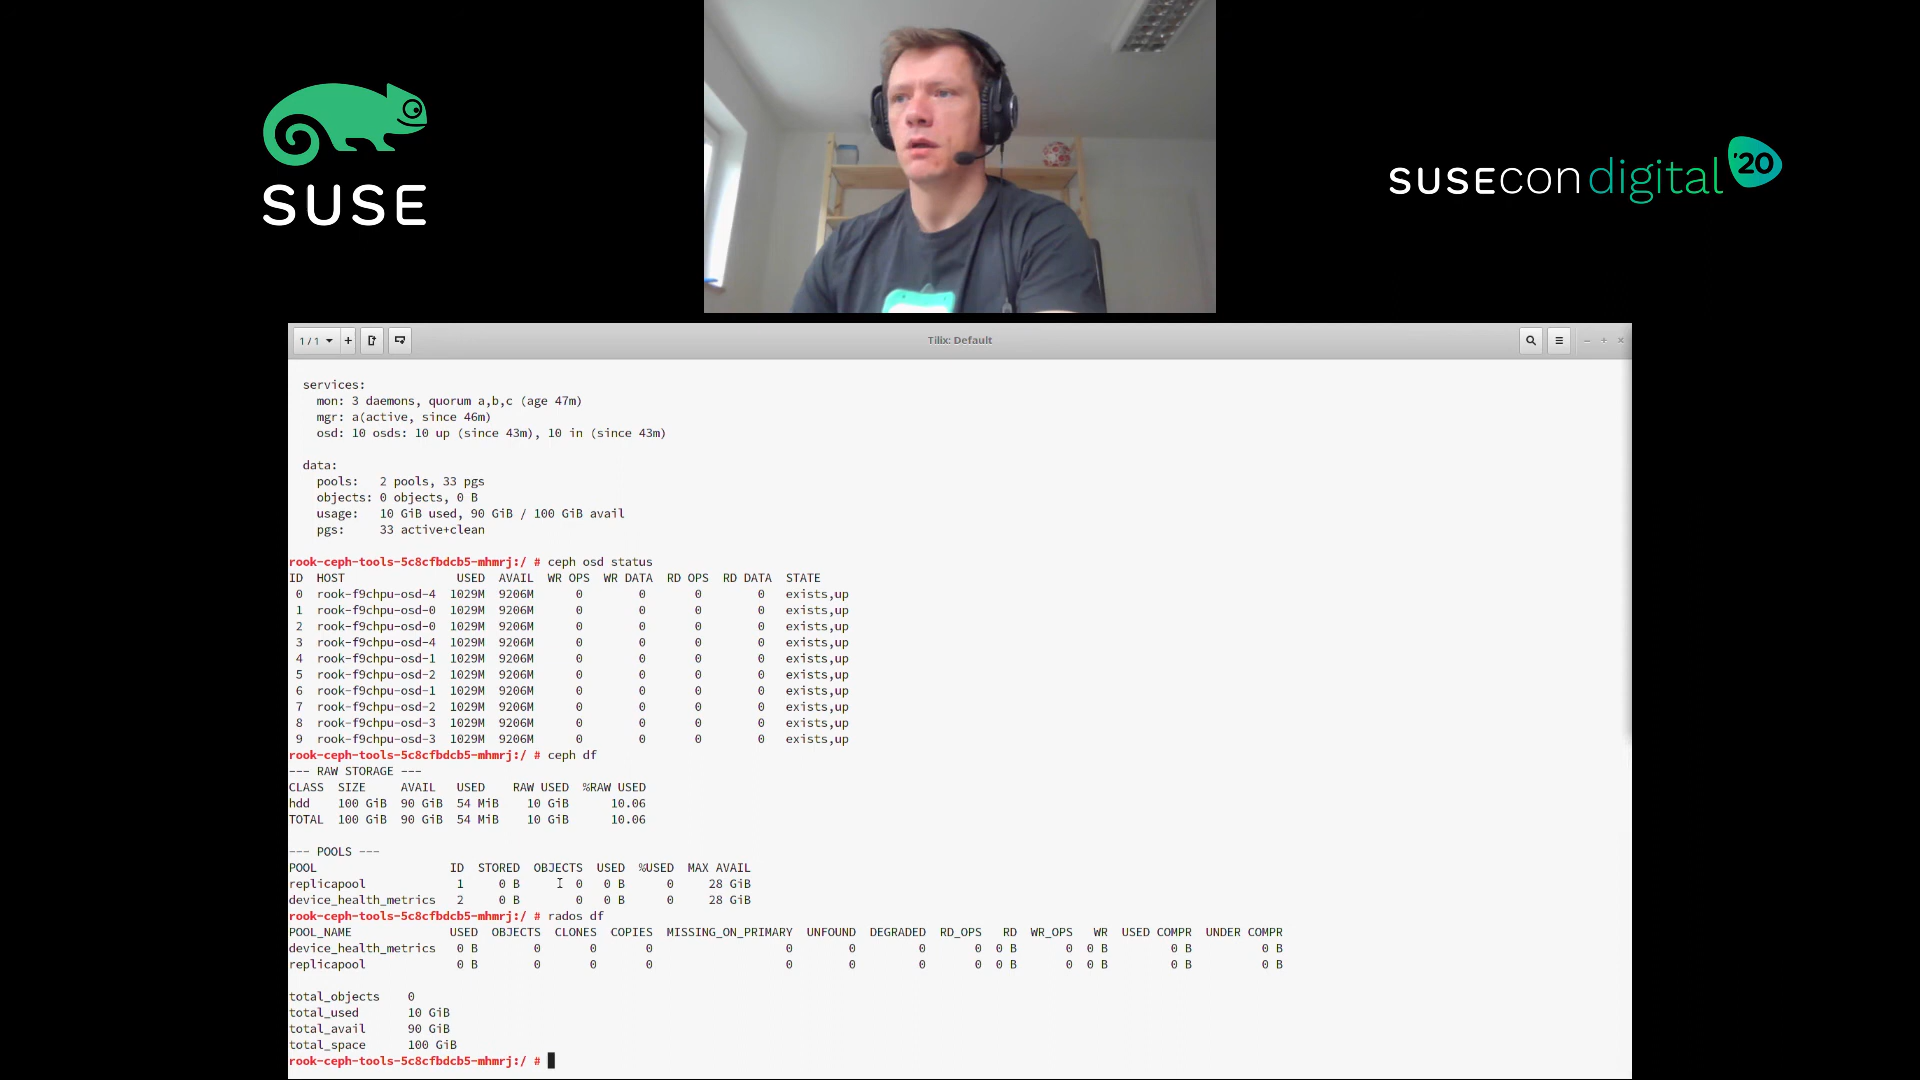 SUSE
SUSECON digital '20
1 / 1
Tilix: Default
services:
mon: 3 daemons, quorum a,b,c (age 47m)
mgr: a(active, since 46m)
osd: 10 osds: 10 up (since 43m), 10 in (since 43m)
data:
pools:   2 pools, 33 pgs
objects: 0 objects, 0 B
usage:   10 GiB used, 90 GiB / 100 GiB avail
pgs:     33 active+clean
rook-ceph-tools-5c8cfbdcb5-mhmrj:/ # ceph osd status
ID  HOST                USED  AVAIL  WR OPS  WR DATA  RD OPS  RD DATA  STATE
0  rook-f9chpu-osd-4  1029M  9206M      0        0       0        0   exists,up
1  rook-f9chpu-osd-0  1029M  9206M      0        0       0        0   exists,up
2  rook-f9chpu-osd-0  1029M  9206M      0        0       0        0   exists,up
3  rook-f9chpu-osd-4  1029M  9206M      0        0       0        0   exists,up
4  rook-f9chpu-osd-1  1029M  9206M      0        0       0        0   exists,up
5  rook-f9chpu-osd-2  1029M  9206M      0        0       0        0   exists,up
6  rook-f9chpu-osd-1  1029M  9206M      0        0       0        0   exists,up
7  rook-f9chpu-osd-2  1029M  9206M      0        0       0        0   exists,up
8  rook-f9chpu-osd-3  1029M  9206M      0        0       0        0   exists,up
9  rook-f9chpu-osd-3  1029M  9206M      0        0       0        0   exists,up
rook-ceph-tools-5c8cfbdcb5-mhmrj:/ # ceph df
--- RAW STORAGE ---
CLASS  SIZE     AVAIL   USED    RAW USED  %RAW USED
hdd    100 GiB  90 GiB  54 MiB    10 GiB      10.06
TOTAL  100 GiB  90 GiB  54 MiB    10 GiB      10.06
--- POOLS ---
POOL                   ID  STORED  OBJECTS  USED  %USED  MAX AVAIL
replicapool             1     0 B        0   0 B      0     28 GiB
device_health_metrics   2     0 B        0   0 B      0     28 GiB
rook-ceph-tools-5c8cfbdcb5-mhmrj:/ # rados df
POOL_NAME              USED  OBJECTS  CLONES  COPIES  MISSING_ON_PRIMARY  UNFOUND  DEGRADED  RD_OPS   RD  WR_OPS   WR  USED COMPR  UNDER COMPR
device_health_metrics   0 B        0       0       0                   0        0         0       0  0 B       0  0 B         0 B          0 B
replicapool             0 B        0       0       0                   0        0         0       0  0 B       0  0 B         0 B          0 B
total_objects    0
total_used       10 GiB
total_avail      90 GiB
total_space      100 GiB
rook-ceph-tools-5c8cfbdcb5-mhmrj:/ #